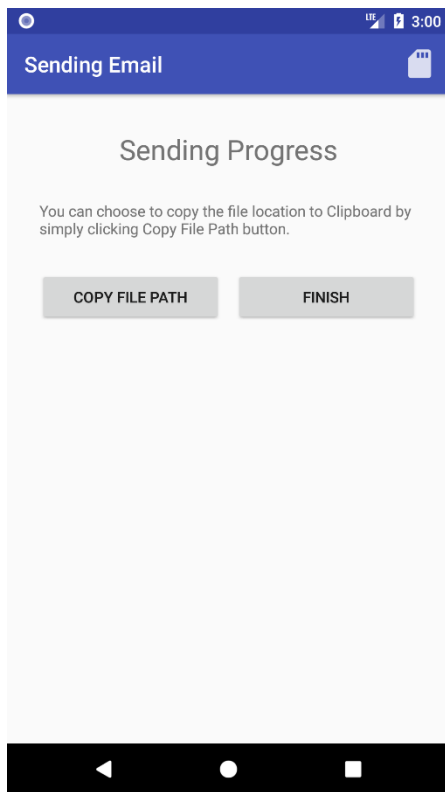 LTE 3:00
Sending Email
Sending Progress
You can choose to copy the file location to Clipboard by
simply clicking Copy File Path button.
COPY FILE PATH FINISH